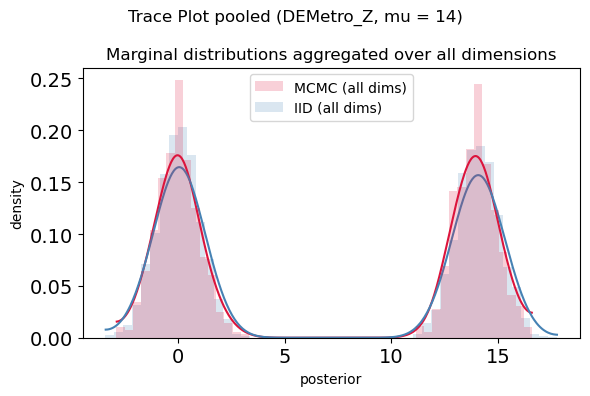 Trace Plot pooled (DEMetro_Z, mu = 14)
Marginal distributions aggregated over all dimensions
MCMC (all dims)
IID (all dims)
density
0.25
0.20
0.15
0.10
0.05
0.00
0 5 10 15
posterior